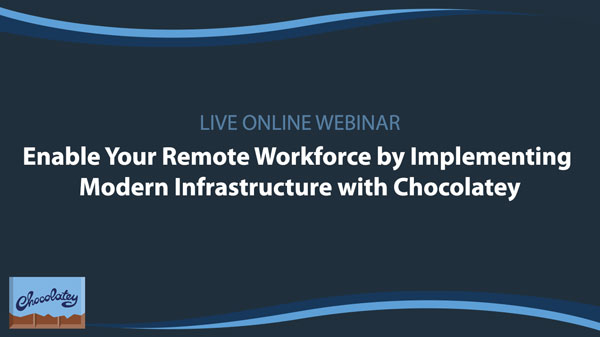 LIVE ONLINE WEBINAR
Enable Your Remote Workforce by Implementing
Modern Infrastructure with Chocolatey
Chocolatey